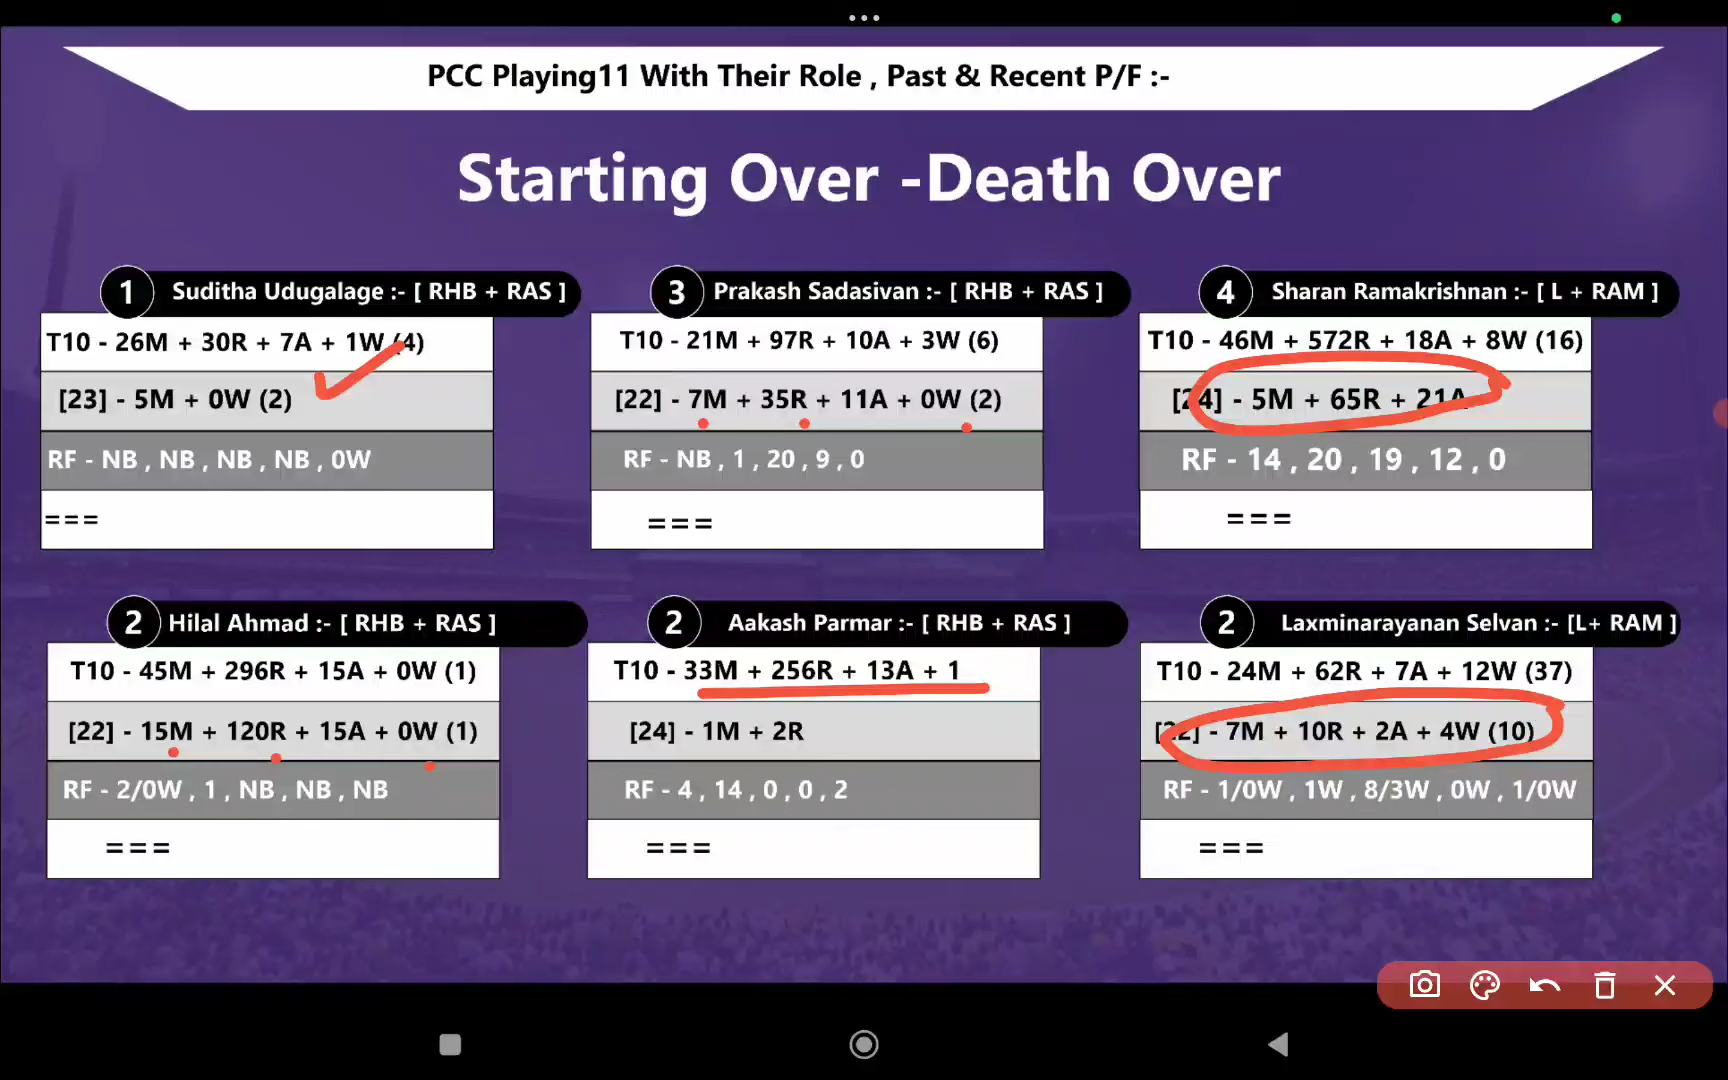 PCC Playing11 With Their Role , Past & Recent P/F :-
Starting Over -Death Over
1 Suditha Udugalage :- [ RHB + RAS ]
T10 - 26M + 30R + 7A + 1W (4)
[23] - 5M + 0W (2)
RF - NB , NB , NB , NB , 0W
===
3 Prakash Sadasivan :- [ RHB + RAS ]
T10 - 21M + 97R + 10A + 3W (6)
[22] - 7M + 35R + 11A + 0W (2)
RF - NB , 1 , 20 , 9 , 0
===
4 Sharan Ramakrishnan :- [ L + RAM ]
T10 - 46M + 572R + 18A + 8W (16)
[24] - 5M + 65R + 21A
RF - 14 , 20 , 19 , 12 , 0
===
2 Hilal Ahmad :- [ RHB + RAS ]
T10 - 45M + 296R + 15A + 0W (1)
[22] - 15M + 120R + 15A + 0W (1)
RF - 2/0W , 1 , NB , NB , NB
===
2 Aakash Parmar :- [ RHB + RAS ]
T10 - 33M + 256R + 13A + 1
[24] - 1M + 2R
RF - 4 , 14 , 0 , 0 , 2
===
2 Laxminarayanan Selvan :- [L+ RAM ]
T10 - 24M + 62R + 7A + 12W (37)
[22] - 7M + 10R + 2A + 4W (10)
RF - 1/0W , 1W , 8/3W , 0W , 1/0W
===